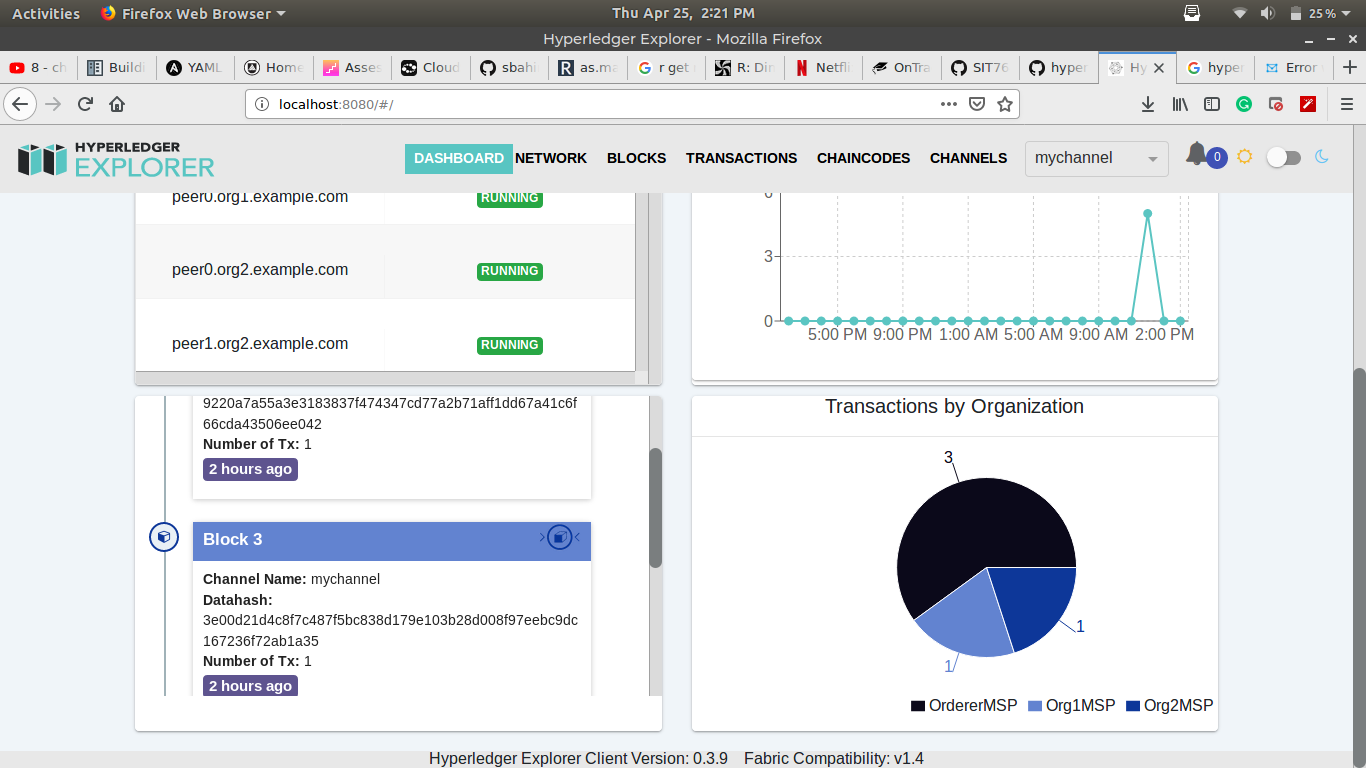 Activities Firefox Web Browser Thu Apr 25, 2:21 PM 25%
Hyperledger Explorer - Mozilla Firefox
8 - ch Buildi YAML Home Asses Cloud sbahi as.ma r get s R: Din Netfli OnTra SIT76 hyper Hy hyper Error
localhost:8080/#/
HYPERLEDGER
EXPLORER
DASHBOARD NETWORK BLOCKS TRANSACTIONS CHAINCODES CHANNELS mychannel 0
peer0.org1.example.com RUNNING
peer0.org2.example.com RUNNING
peer1.org2.example.com RUNNING
6
3
0
5:00 PM 9:00 PM 1:00 AM 5:00 AM 9:00 AM 2:00 PM
9220a7a55a3e3183837f474347cd77a2b71aff1dd67a41c6f
66cda43506ee042
Number of Tx: 1
2 hours ago
Block 3
Channel Name: mychannel
Datahash:
3e00d21d4c8f7c487f5bc838d179e103b28d008f97eebc9dc
167236f72ab1a35
Number of Tx: 1
2 hours ago
Transactions by Organization
3
1
1
OrdererMSP Org1MSP Org2MSP
Hyperledger Explorer Client Version: 0.3.9 Fabric Compatibility: v1.4